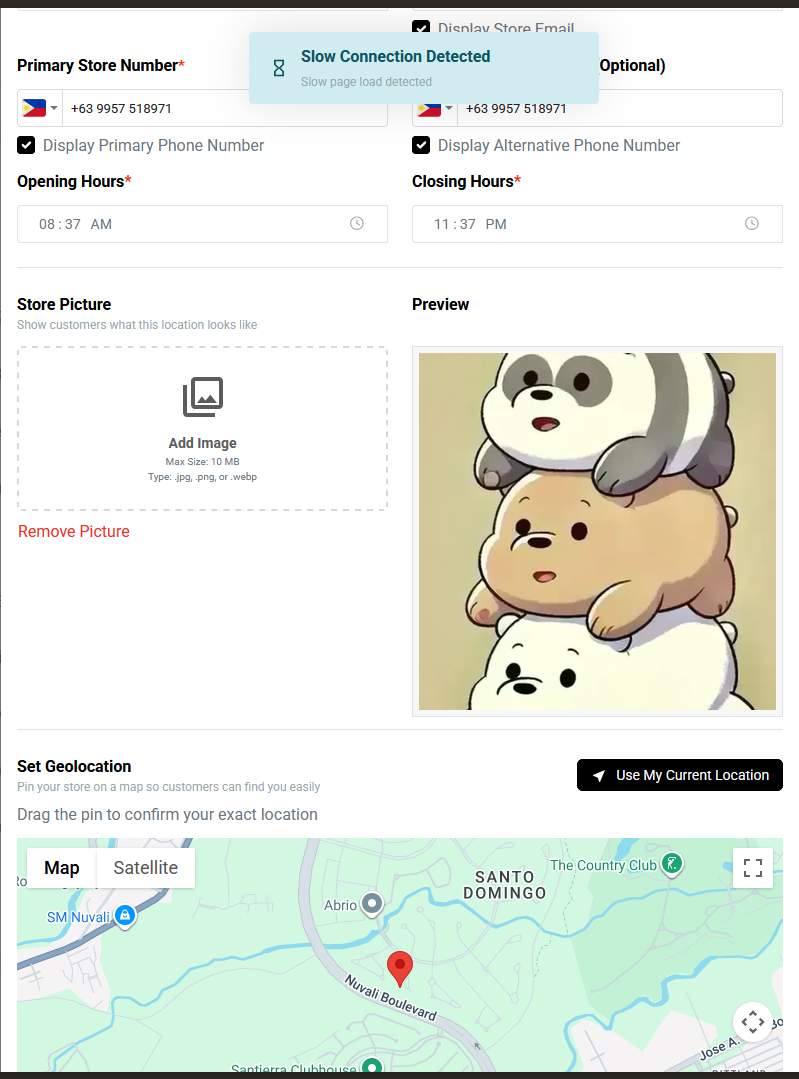 Display Store Email
Slow Connection Detected
Slow page load detected
Primary Store Number*
Optional)
+63 9957 518971
+63 9957 518971
Display Primary Phone Number
Display Alternative Phone Number
Opening Hours*
Closing Hours*
08 : 37 AM
11 : 37 PM
Store Picture
Preview
Show customers what this location looks like
Add Image
Max Size: 10 MB
Type: .jpg, .png, or .webp
Remove Picture
Set Geolocation
Pin your store on a map so customers can find you easily
Use My Current Location
Drag the pin to confirm your exact location
Map
Satellite
The Country Club
SANTO
DOMINGO
Abrio
SM Nuvali
Nuvali Boulevard
Jose A.
Santierra Clubhouse